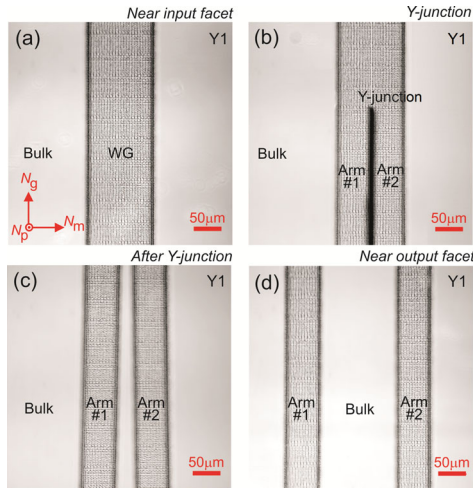 Near input facet
(a)
Y1
Bulk
WG
Ng
Np
Nm
50μm
Y-junction
(b)
Y1
Y-junction
Bulk
Arm
#1
Arm
#2
50μm
After Y-junction
(c)
Y1
Bulk
Arm
#1
Arm
#2
50μm
Near output facet
(d)
Y1
Arm
#1
Bulk
Arm
#2
50μm